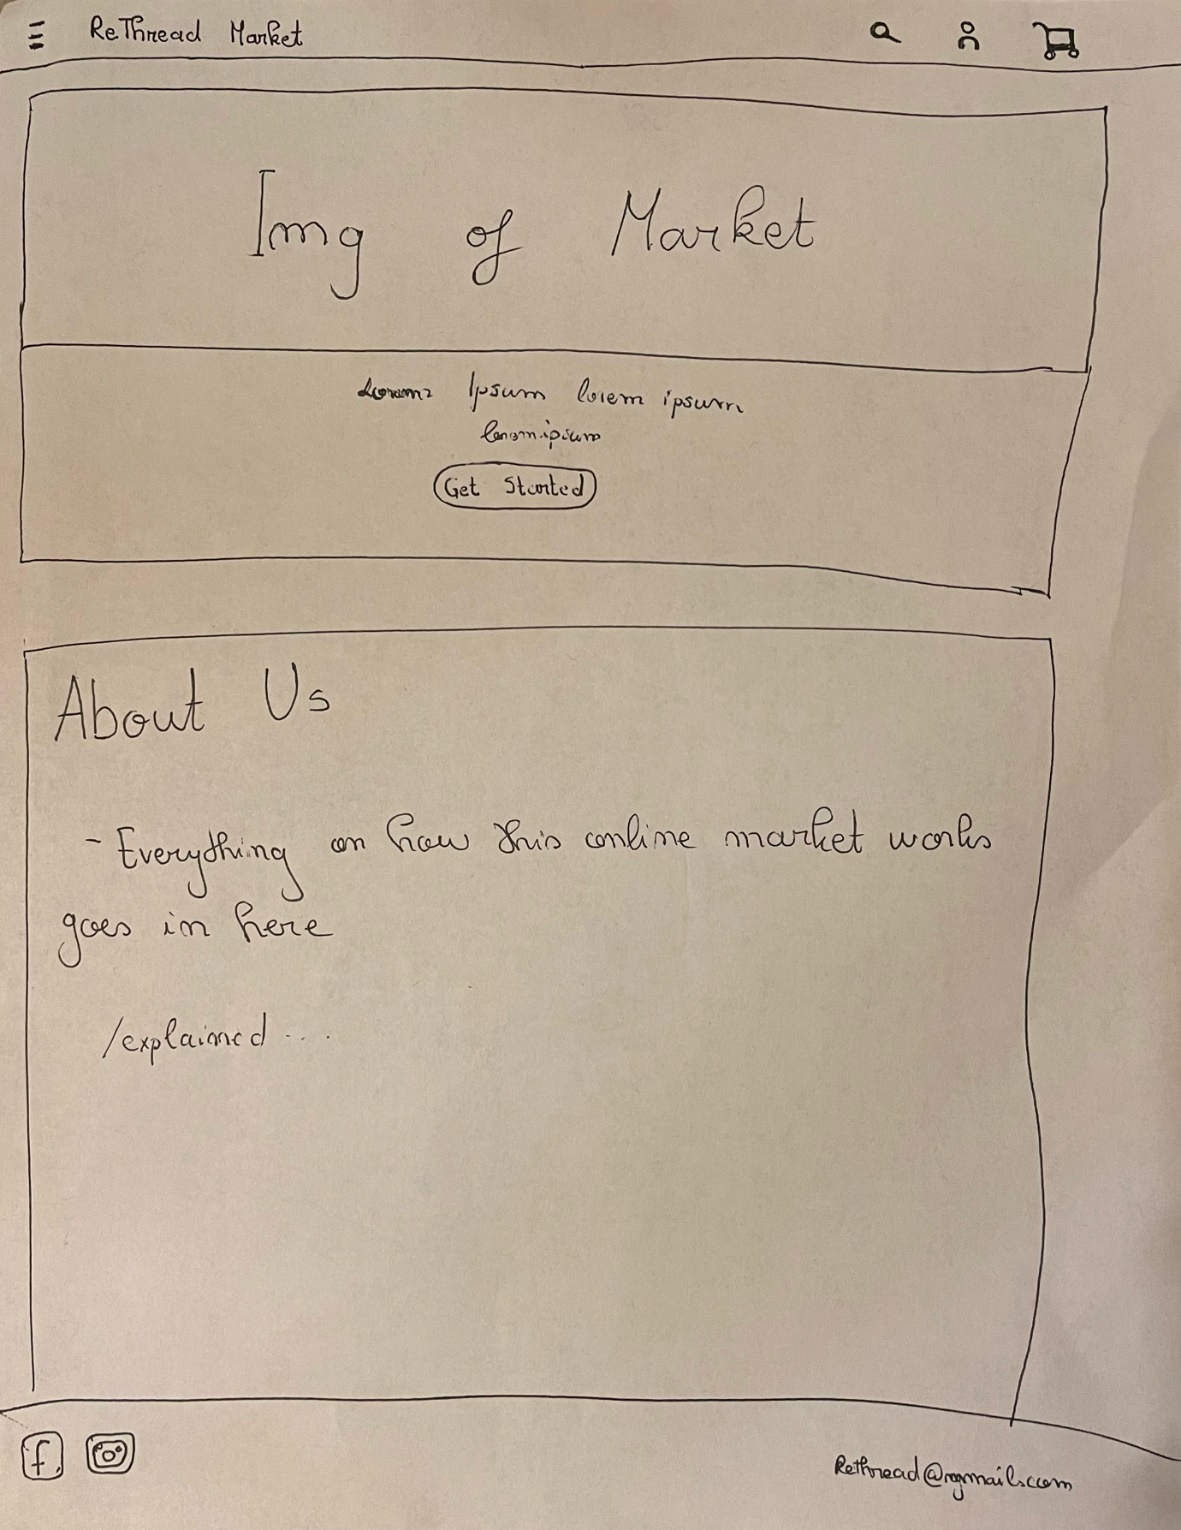 ReThread Market
Img of Market
Lorem Ipsum lorem ipsum
lorem ipsum
Get Started
About Us
- Everything on how this online market works
goes in here
/explained ....
f